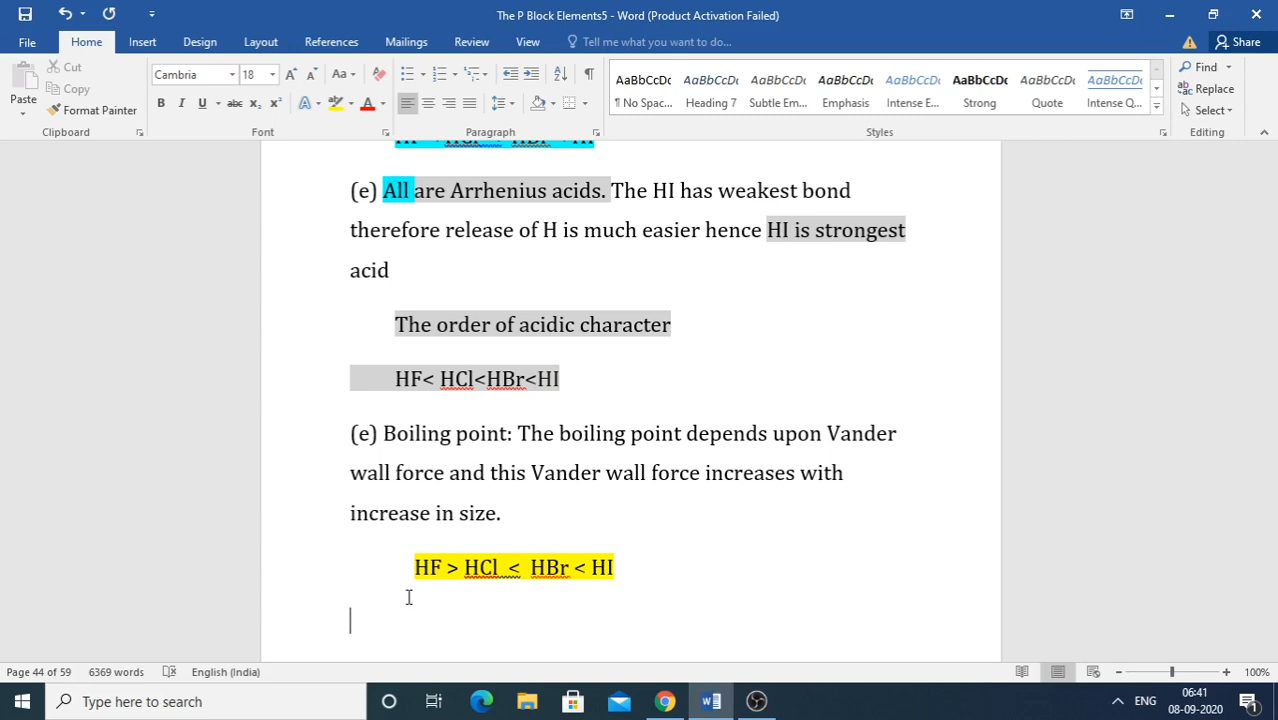 The P Block Elements5 - Word (Product Activation Failed)
File Home Insert Design Layout References Mailings Review View Tell me what you want to do... Share
Cut
Copy
Paste
Format Painter
Clipboard
Cambria 18
Font
Paragraph
AaBbCcDc AaBbCcDc AaBbCcDc AaBbCcDc AaBbCcDc AaBbCcDc AaBbCcDc AaBbCcDc
¶ No Spac... Heading 7 Subtle Em... Emphasis Intense E... Strong Quote Intense Q...
Styles
Find
Replace
Select
Editing
(e) All are Arrhenius acids. The HI has weakest bond
therefore release of H is much easier hence HI is strongest
acid
The order of acidic character
HF< HCl<HBr<HI
(e) Boiling point: The boiling point depends upon Vander
wall force and this Vander wall force increases with
increase in size.
HF > HCl < HBr < HI
Page 44 of 59 6369 words English (India) 100%
Type here to search
ENG
06:41
08-09-2020